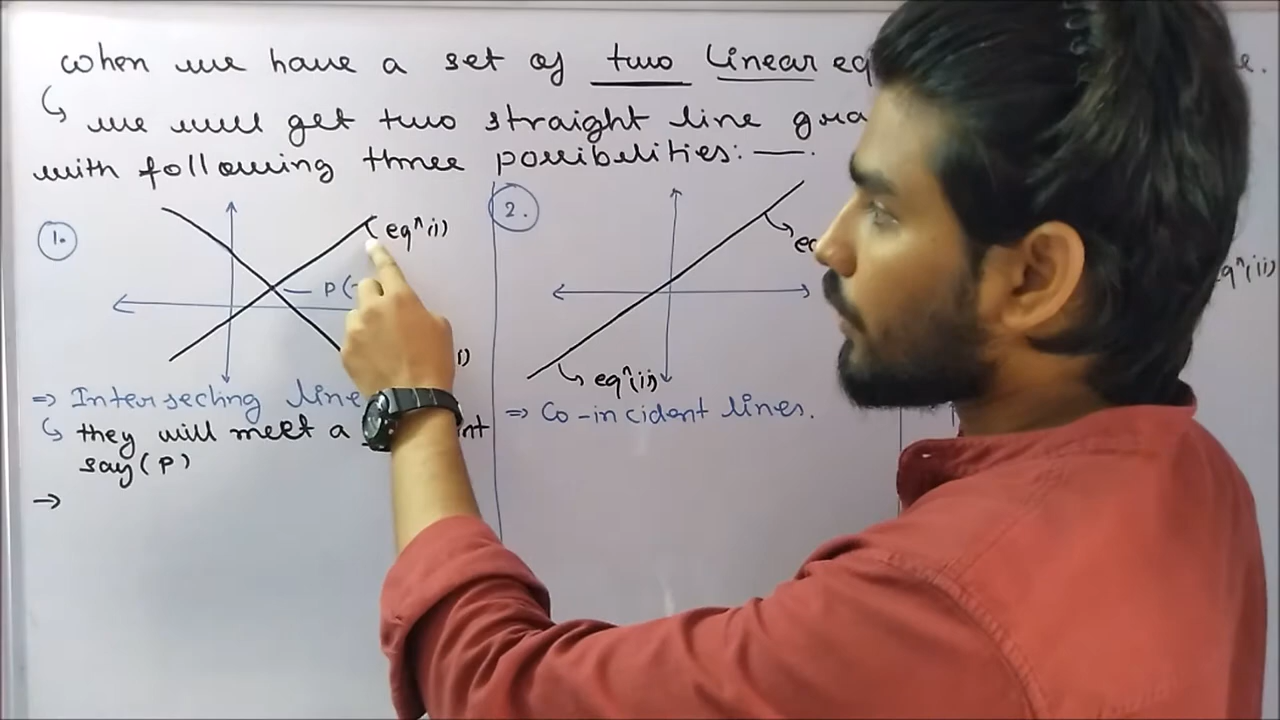 when we have a set of two linear eq
↳ we will get two straight line gra
with following three possibilities: —.
1.
eqⁿ(i)
P(
i)
⇒ Intersecting line
↳ they will meet a
say (P)
→
2.
eqⁿ(ii)
⇒ Co-incident lines.
eqⁿ(ii)